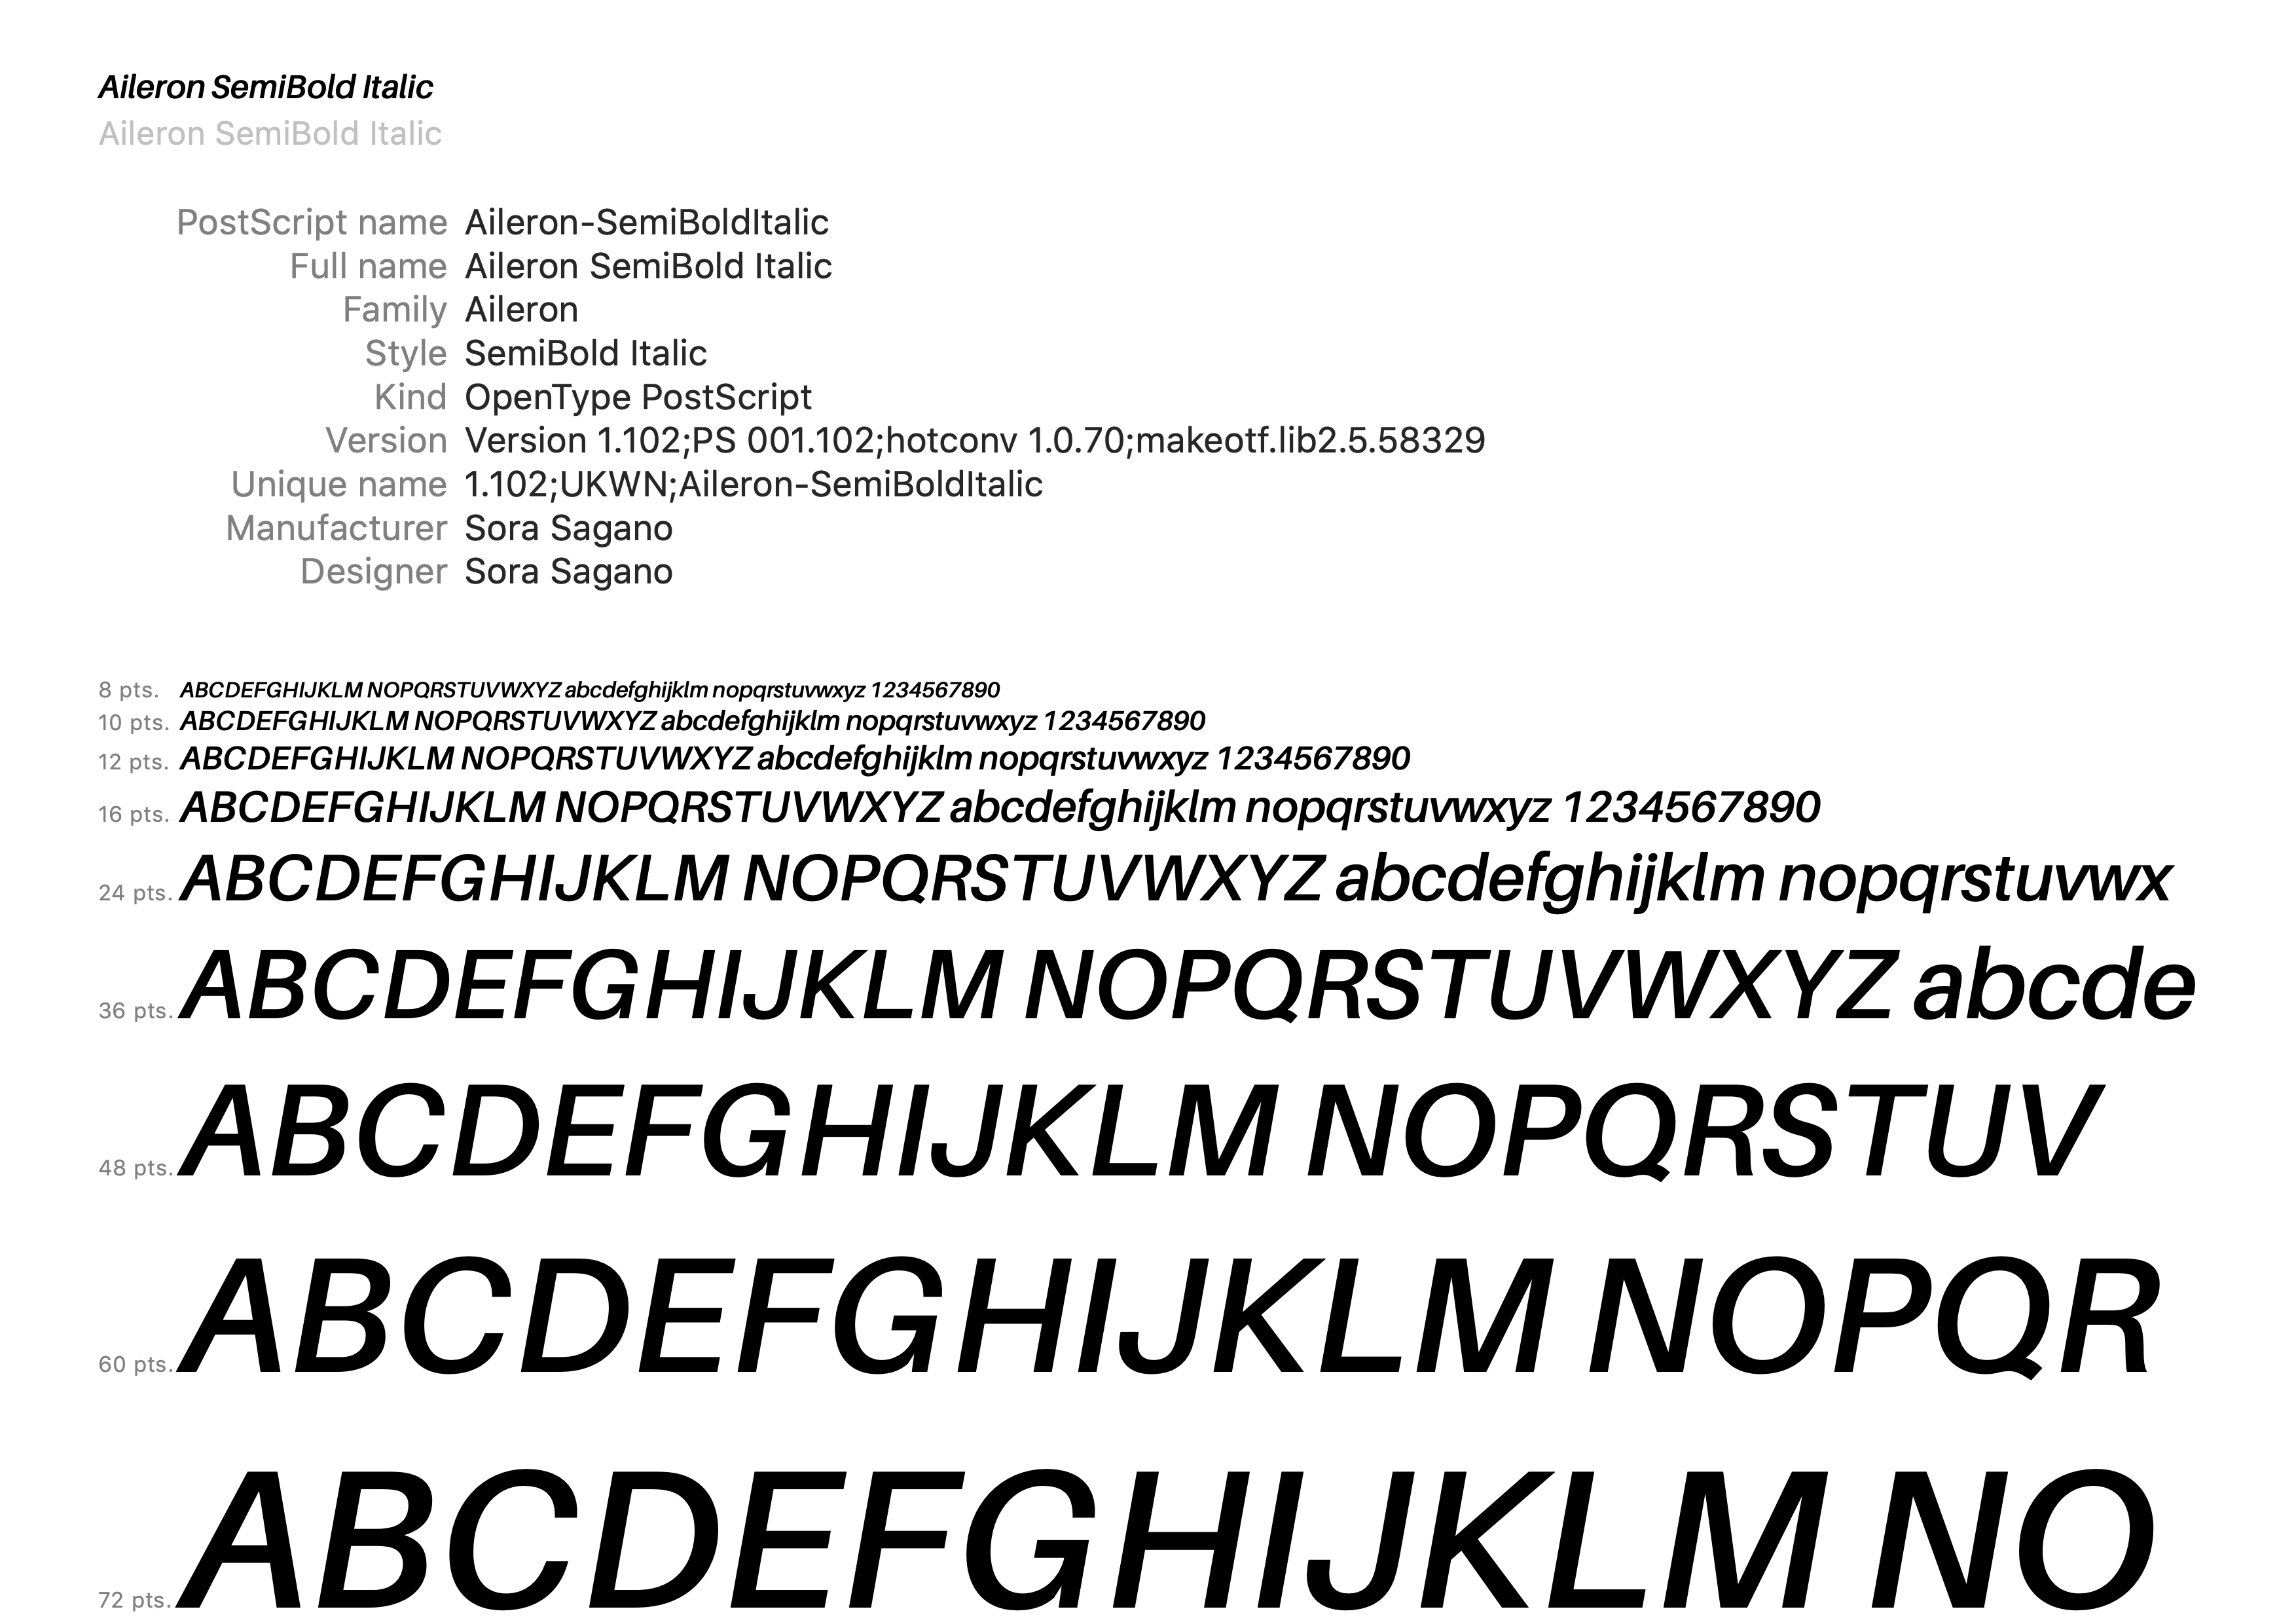 Aileron SemiBold Italic
Aileron SemiBold Italic
PostScript name Aileron-SemiBoldItalic
Full name Aileron SemiBold Italic
Family Aileron
Style SemiBold Italic
Kind OpenType PostScript
Version Version 1.102;PS 001.102;hotconv 1.0.70;makeotf.lib2.5.58329
Unique name 1.102;UKWN;Aileron-SemiBoldItalic
Manufacturer Sora Sagano
Designer Sora Sagano
8 pts. ABCDEFGHIJKLM NOPQRSTUVWXYZ abcdefghijklm nopqrstuvwxyz 1234567890
10 pts. ABCDEFGHIJKLM NOPQRSTUVWXYZ abcdefghijklm nopqrstuvwxyz 1234567890
12 pts. ABCDEFGHIJKLM NOPQRSTUVWXYZ abcdefghijklm nopqrstuvwxyz 1234567890
16 pts. ABCDEFGHIJKLM NOPQRSTUVWXYZ abcdefghijklm nopqrstuvwxyz 1234567890
24 pts. ABCDEFGHIJKLM NOPQRSTUVWXYZ abcdefghijklm nopqrstuvwx
36 pts. ABCDEFGHIJKLM NOPQRSTUVWXYZ abcde
48 pts. ABCDEFGHIJKLM NOPQRSTUV
60 pts. ABCDEFGHIJKLM NOPQR
72 pts. ABCDEFGHIJKLM NO